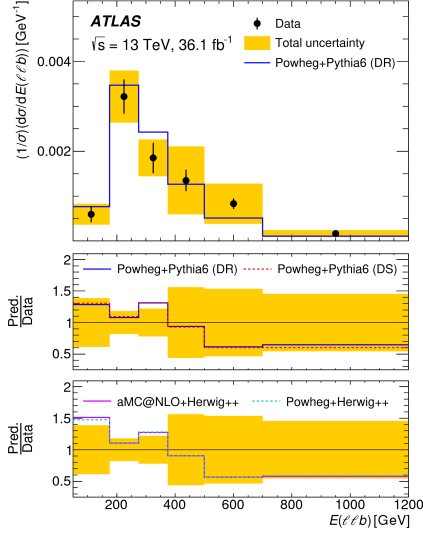 ATLAS
√s = 13 TeV, 36.1 fb⁻¹
Data
Total uncertainty
Powheg+Pythia6 (DR)
(1/σ)(dσ/dE(ℓℓb)) [GeV⁻¹]
0.004
0.002
Powheg+Pythia6 (DR) Powheg+Pythia6 (DS)
Pred.
Data
2
1.5
1
0.5
aMC@NLO+Herwig++ Powheg+Herwig++
Pred.
Data
2
1.5
1
0.5
200 400 600 800 1000 1200
E(ℓℓb) [GeV]